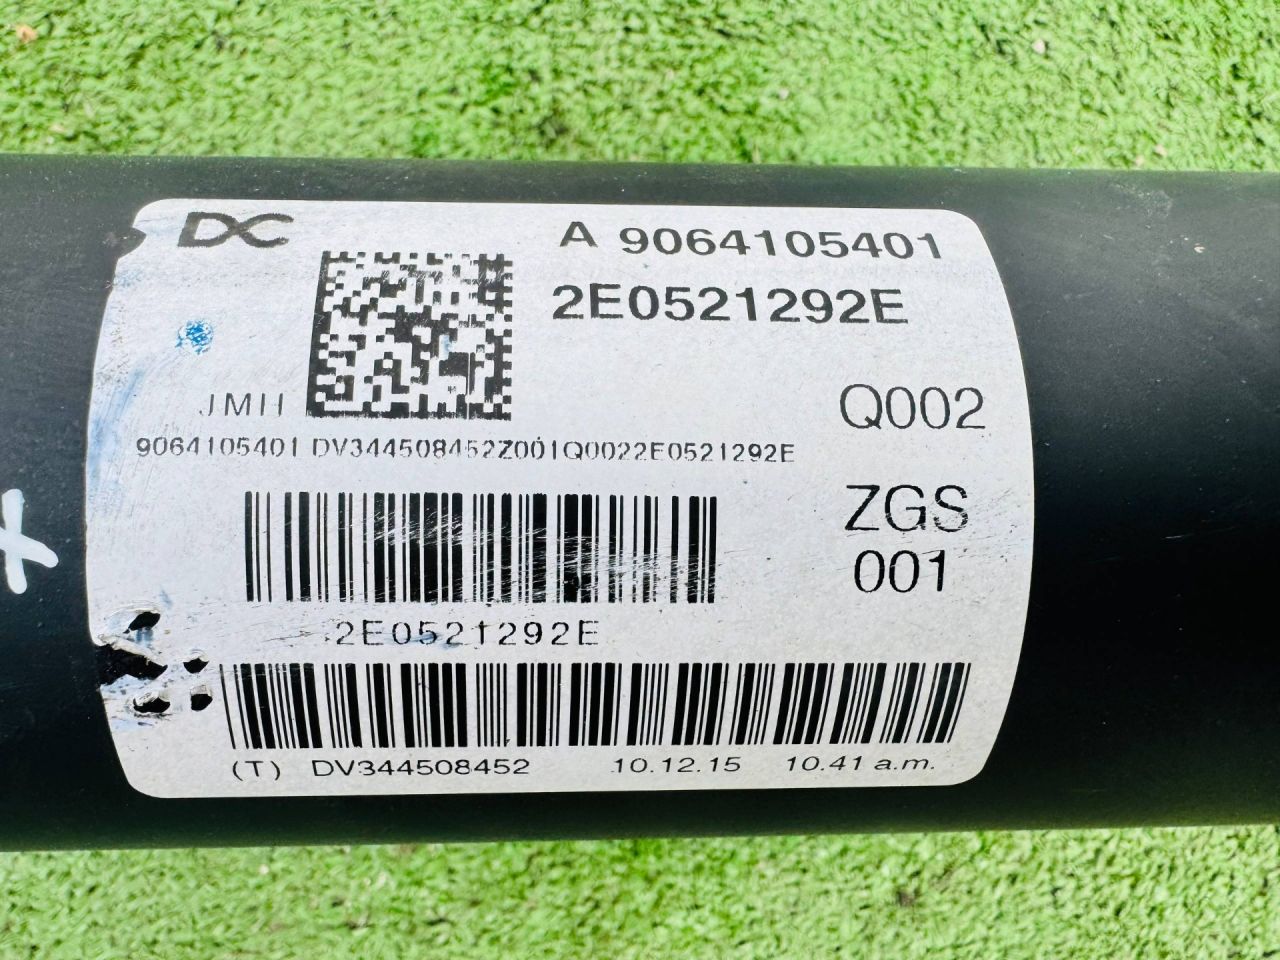 DC
A 9064105401
2E0521292E
JMH
Q002
9064105401 DV344508452Z001Q0022E0521292E
ZGS
001
2E0521292E
(T) DV344508452 10.12.15 10.41 a.m.